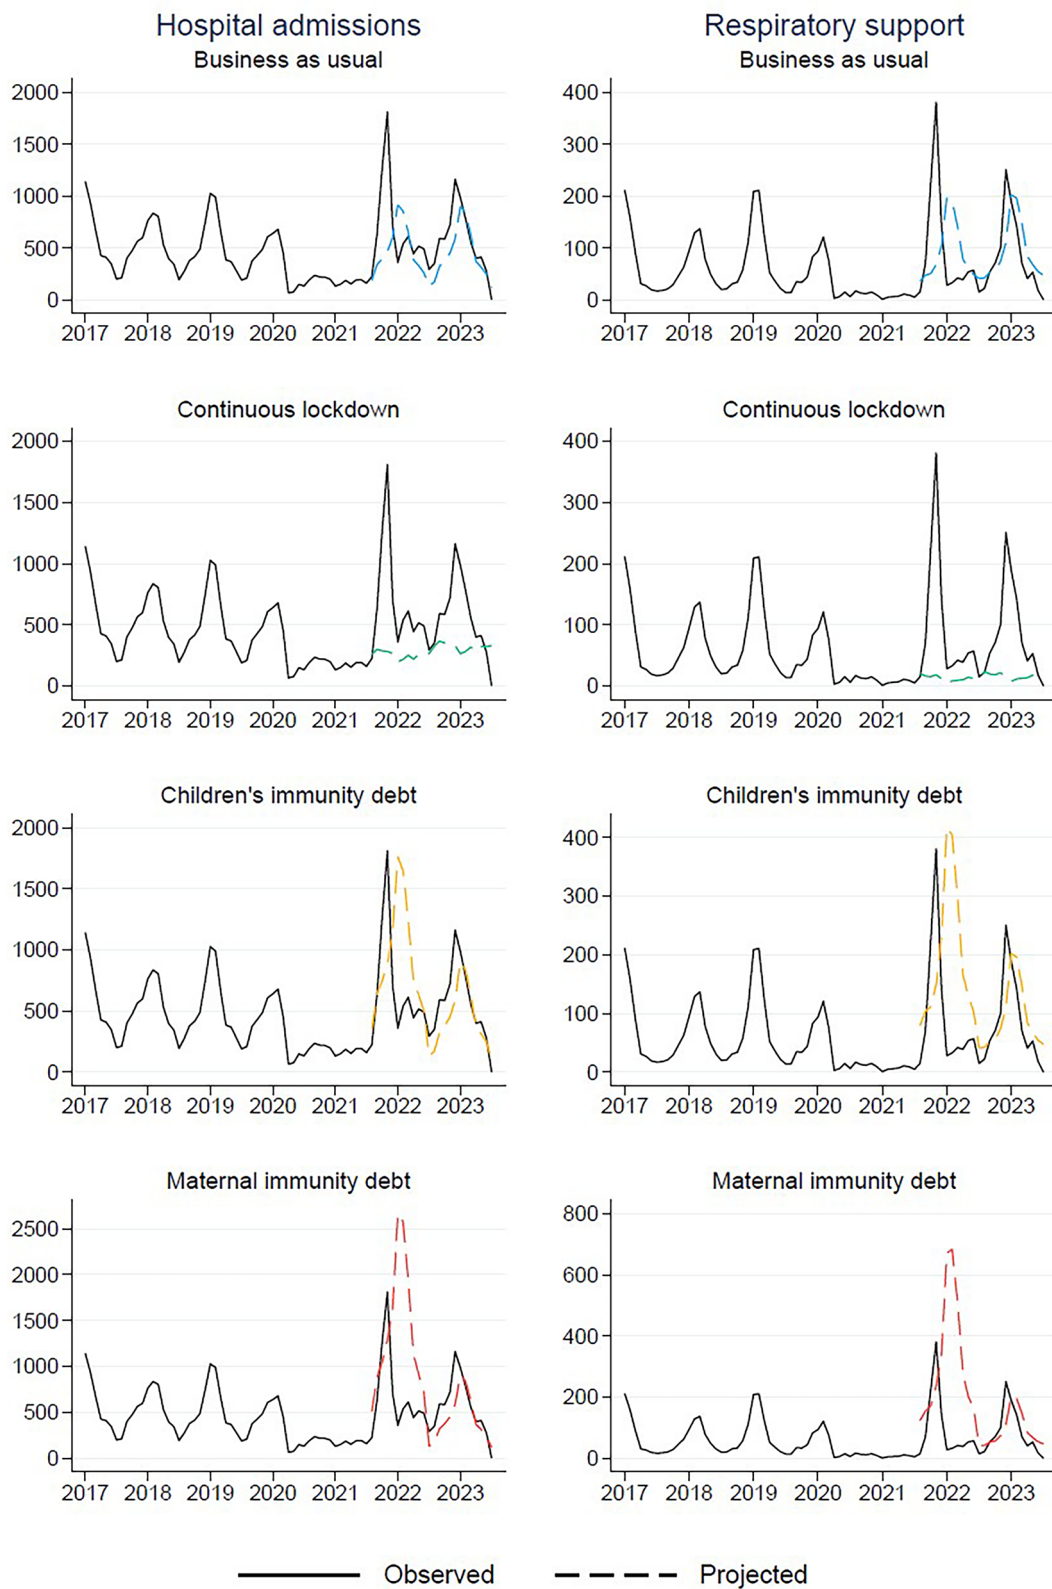 Hospital admissions Respiratory support
Business as usual Business as usual
2000 400
1500 300
1000 200
500 100
0 0
2017 2018 2019 2020 2021 2022 2023 2017 2018 2019 2020 2021 2022 2023
Continuous lockdown Continuous lockdown
2000 400
1500 300
1000 200
500 100
0 0
2017 2018 2019 2020 2021 2022 2023 2017 2018 2019 2020 2021 2022 2023
Children's immunity debt Children's immunity debt
2000 400
1500 300
1000 200
500 100
0 0
2017 2018 2019 2020 2021 2022 2023 2017 2018 2019 2020 2021 2022 2023
Maternal immunity debt Maternal immunity debt
2500 800
2000 600
1500 400
1000 200
500 0
0
2017 2018 2019 2020 2021 2022 2023 2017 2018 2019 2020 2021 2022 2023
Observed Projected